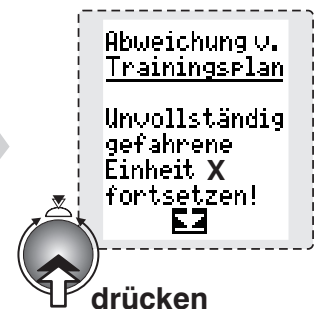 Abweichung v.
Trainingsplan
Unvollständig
gefahrene
Einheit X
fortsetzen!
drücken